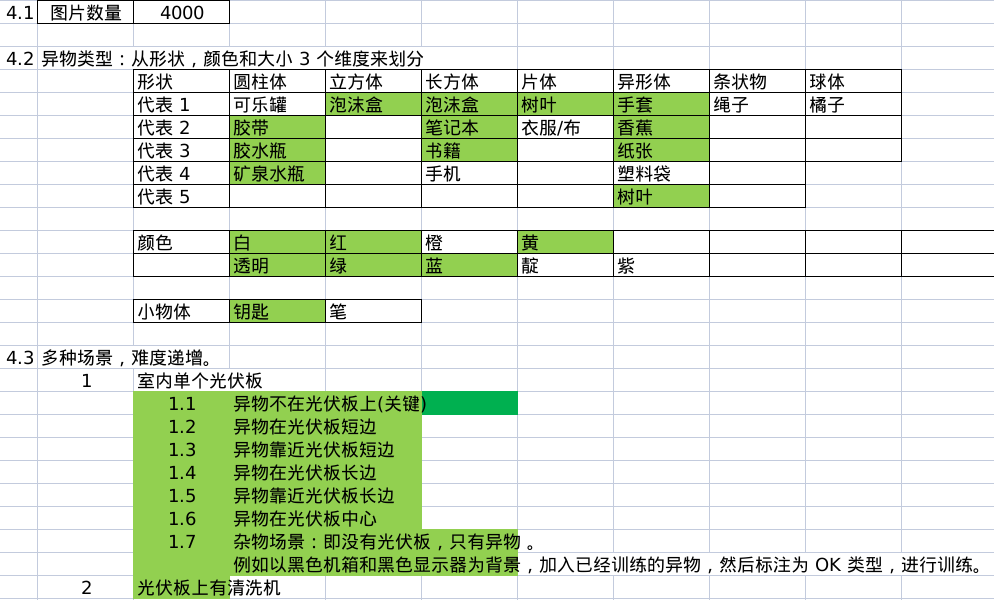 4.1 图片数量 4000
4.2 异物类型：从形状，颜色和大小 3 个维度来划分
形状 圆柱体 立方体 长方体 片体 异形体 条状物 球体
代表 1 可乐罐 泡沫盒 泡沫盒 树叶 手套 绳子 橘子
代表 2 胶带 笔记本 衣服/布 香蕉
代表 3 胶水瓶 书籍 纸张
代表 4 矿泉水瓶 手机 塑料袋
代表 5 树叶
颜色 白 红 橙 黄
透明 绿 蓝 靛 紫
小物体 钥匙 笔
4.3 多种场景，难度递增。
1 室内单个光伏板
1.1 异物不在光伏板上(关键)
1.2 异物在光伏板短边
1.3 异物靠近光伏板短边
1.4 异物在光伏板长边
1.5 异物靠近光伏板长边
1.6 异物在光伏板中心
1.7 杂物场景：即没有光伏板，只有异物 。
例如以黑色机箱和黑色显示器为背景，加入已经训练的异物，然后标注为 OK 类型，进行训练。
2 光伏板上有清洗机